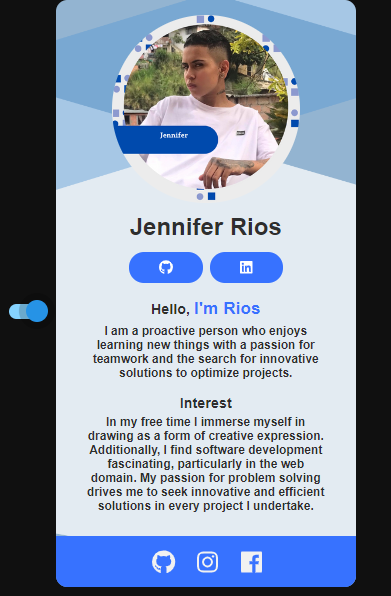 Jennifer
Jennifer Rios
Hello, I'm Rios
I am a proactive person who enjoys
learning new things with a passion for
teamwork and the search for innovative
solutions to optimize projects.
Interest
In my free time I immerse myself in
drawing as a form of creative expression.
Additionally, I find software development
fascinating, particularly in the web
domain. My passion for problem solving
drives me to seek innovative and efficient
solutions in every project I undertake.